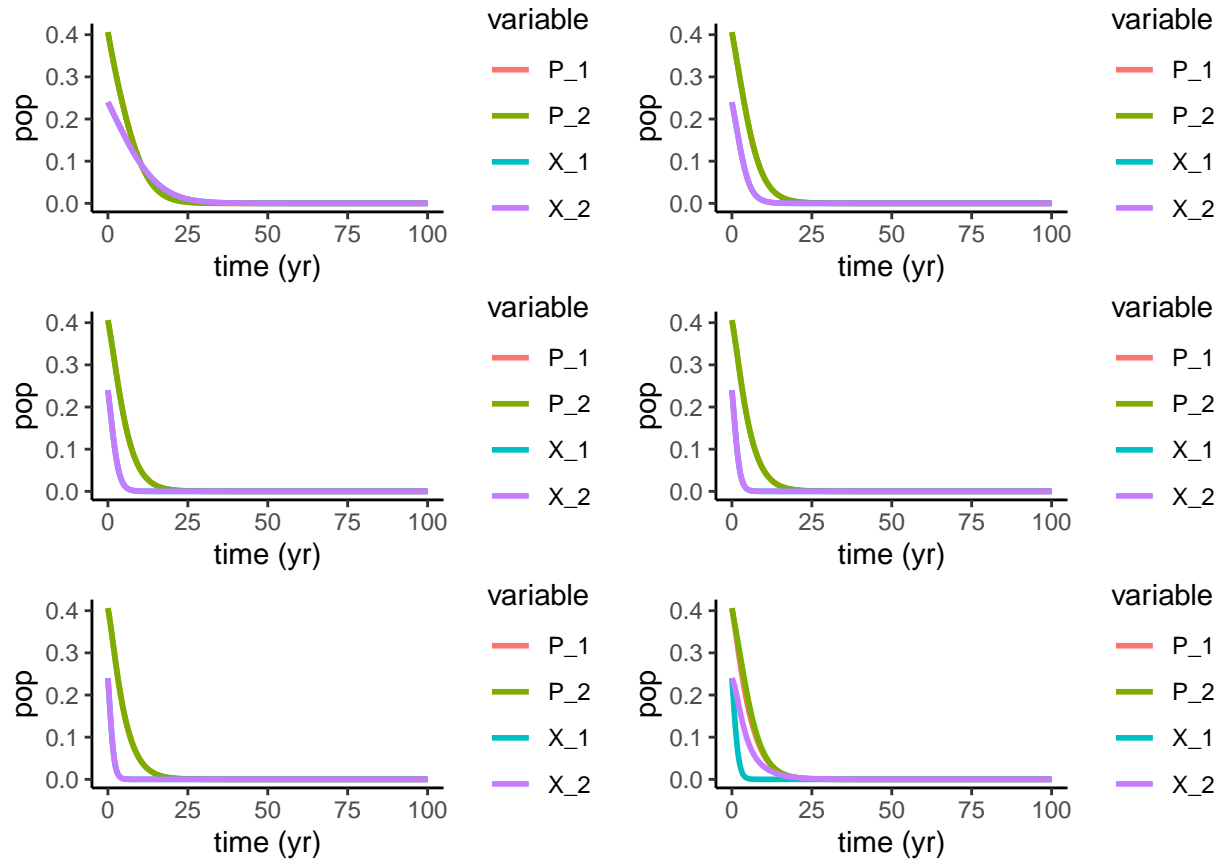 variable
P_1
P_2
X_1
X_2
pop
0.4
0.3
0.2
0.1
0.0
0 25 50 75 100
time (yr)
variable
P_1
P_2
X_1
X_2
pop
0.4
0.3
0.2
0.1
0.0
0 25 50 75 100
time (yr)
variable
P_1
P_2
X_1
X_2
pop
0.4
0.3
0.2
0.1
0.0
0 25 50 75 100
time (yr)
variable
P_1
P_2
X_1
X_2
pop
0.4
0.3
0.2
0.1
0.0
0 25 50 75 100
time (yr)
variable
P_1
P_2
X_1
X_2
pop
0.4
0.3
0.2
0.1
0.0
0 25 50 75 100
time (yr)
variable
P_1
P_2
X_1
X_2
pop
0.4
0.3
0.2
0.1
0.0
0 25 50 75 100
time (yr)